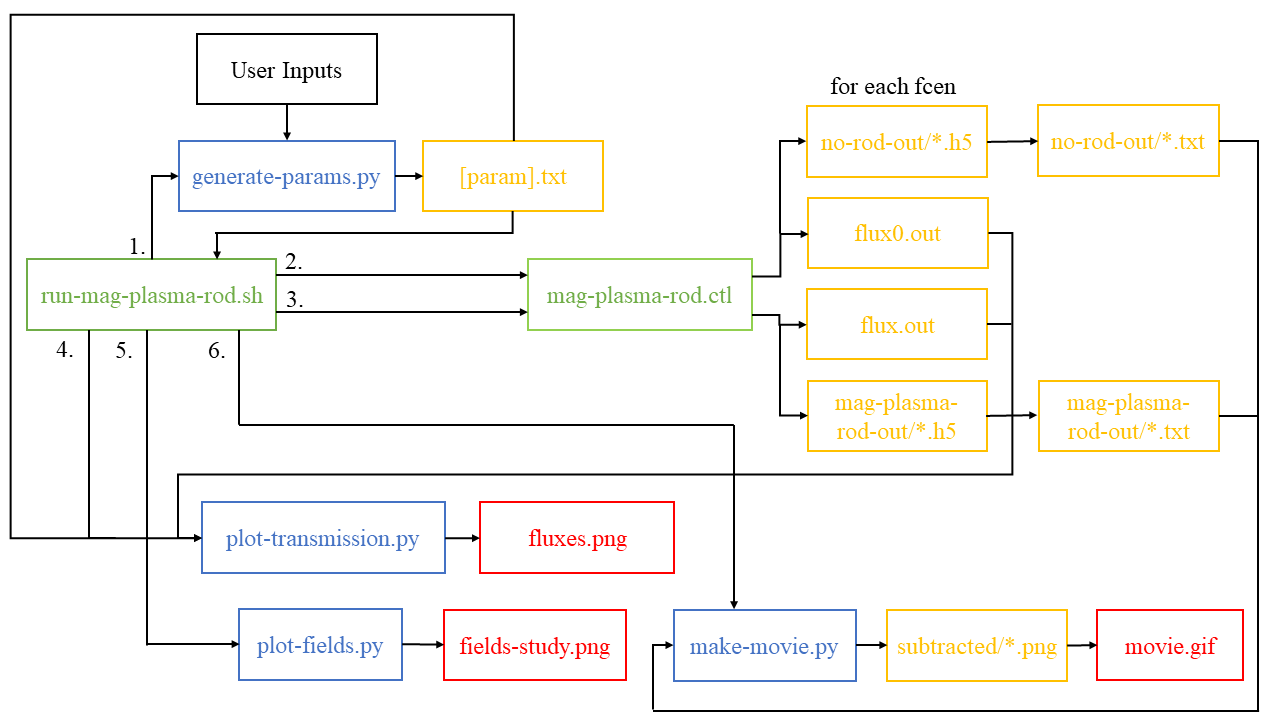 User Inputs
for each fcen
no-rod-out/*.h5
no-rod-out/*.txt
generate-params.py
[param].txt
flux0.out
1.
2.
run-mag-plasma-rod.sh
mag-plasma-rod.ctl
3.
flux.out
4.
5.
6.
mag-plasma-
rod-out/*.h5
mag-plasma-
rod-out/*.txt
plot-transmission.py
fluxes.png
plot-fields.py
fields-study.png
make-movie.py
subtracted/*.png
movie.gif